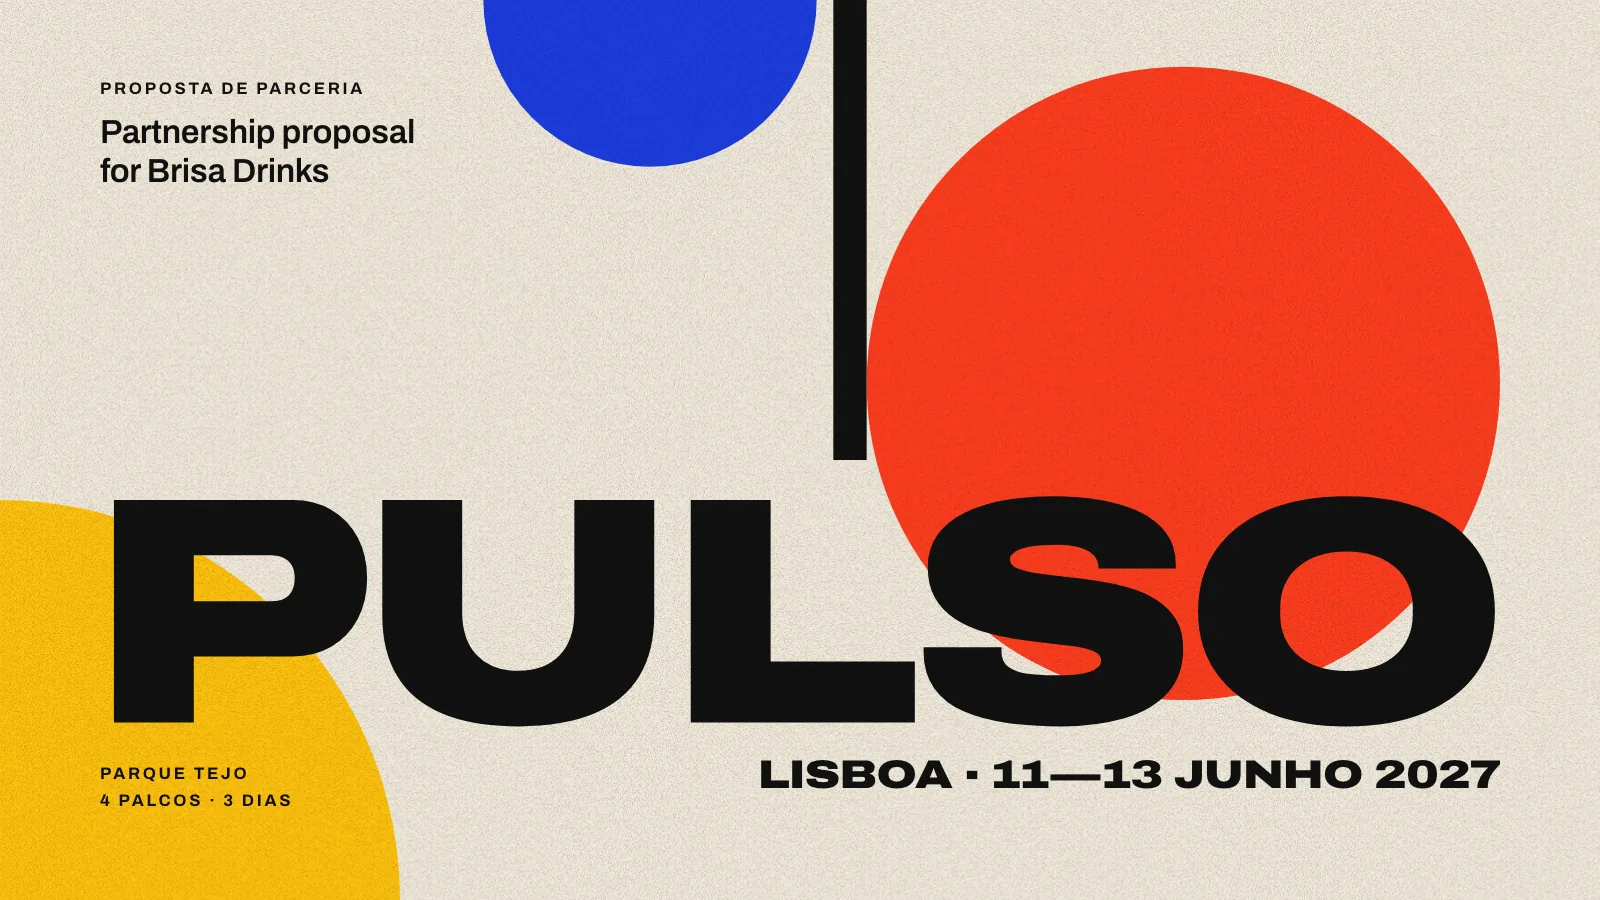 PROPOSTA DE PARCERIA
Partnership proposal
for Brisa Drinks
PULSO
PARQUE TEJO
4 PALCOS · 3 DIAS
LISBOA · 11—13 JUNHO 2027